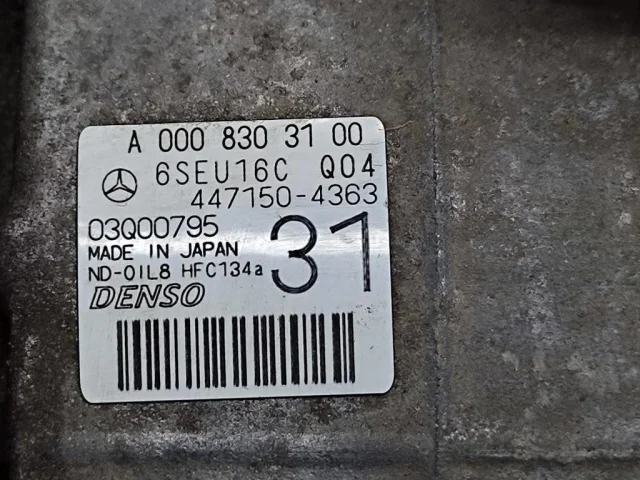 A 000 830 31 00
6SEU16C Q04
447150-4363
03Q00795
MADE IN JAPAN
31
ND-OIL8 HFC134a
DENSO